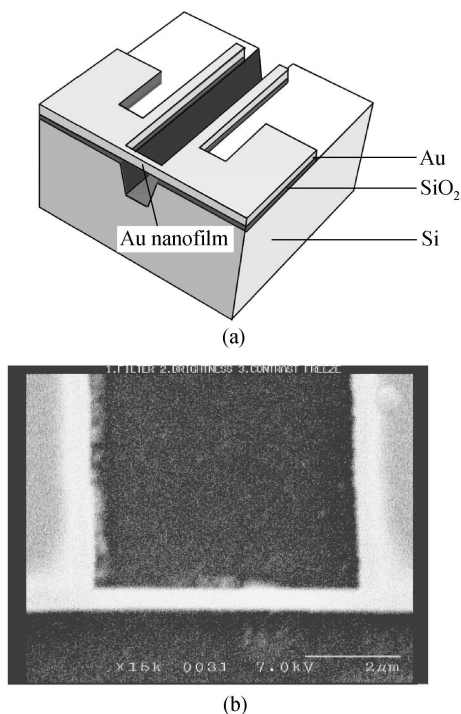 Au
SiO2
Au nanofilm
Si
(a)
1.FILTER 2.BRIGHTNESS 3.CONTRAST FREEZE
×15k 0031 7.0kV 2μm
(b)